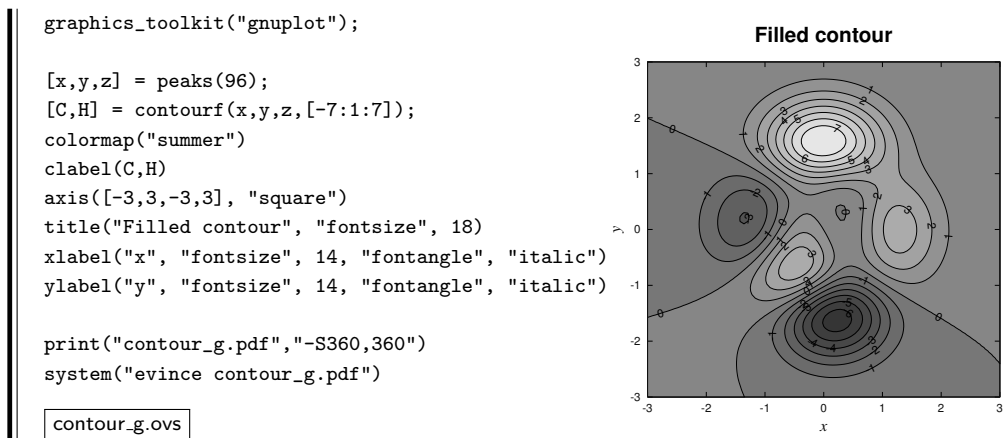 graphics_toolkit("gnuplot");
[x,y,z] = peaks(96);
[C,H] = contourf(x,y,z,[-7:1:7]);
colormap("summer")
clabel(C,H)
axis([-3,3,-3,3], "square")
title("Filled contour", "fontsize", 18)
xlabel("x", "fontsize", 14, "fontangle", "italic")
ylabel("y", "fontsize", 14, "fontangle", "italic")
print("contour_g.pdf","-S360,360")
system("evince contour_g.pdf")
contour_g.ovs
Filled contour
3
2
1
0
-1
-2
-3
y
-3 -2 -1 0 1 2 3
x